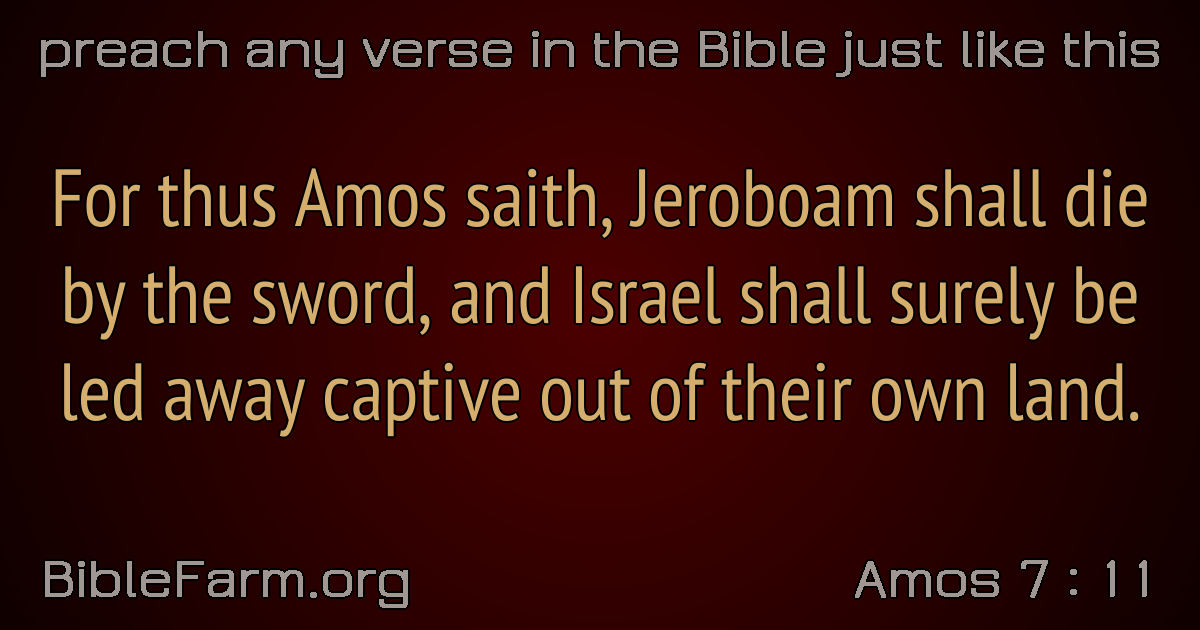 preach any verse in the Bible just like this
For thus Amos saith, Jeroboam shall die
by the sword, and Israel shall surely be
led away captive out of their own land.
BibleFarm.org
Amos 7 : 11